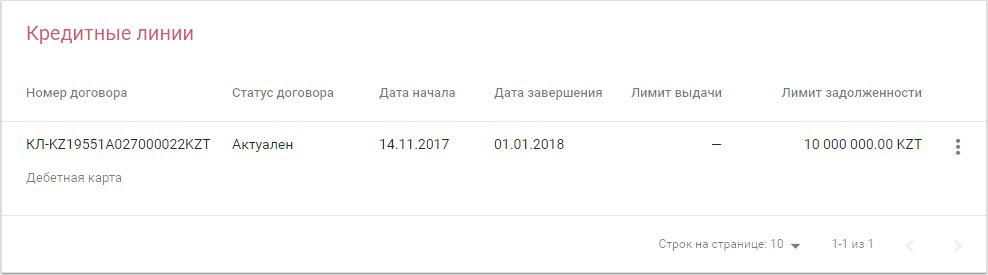 Кредитные линии
Номер договора Статус договора Дата начала Дата завершения Лимит выдачи Лимит задолженности
КЛ-KZ19551A027000022KZT Актуален 14.11.2017 01.01.2018 — 10 000 000.00 KZT
Дебетная карта
Строк на странице: 10 1-1 из 1